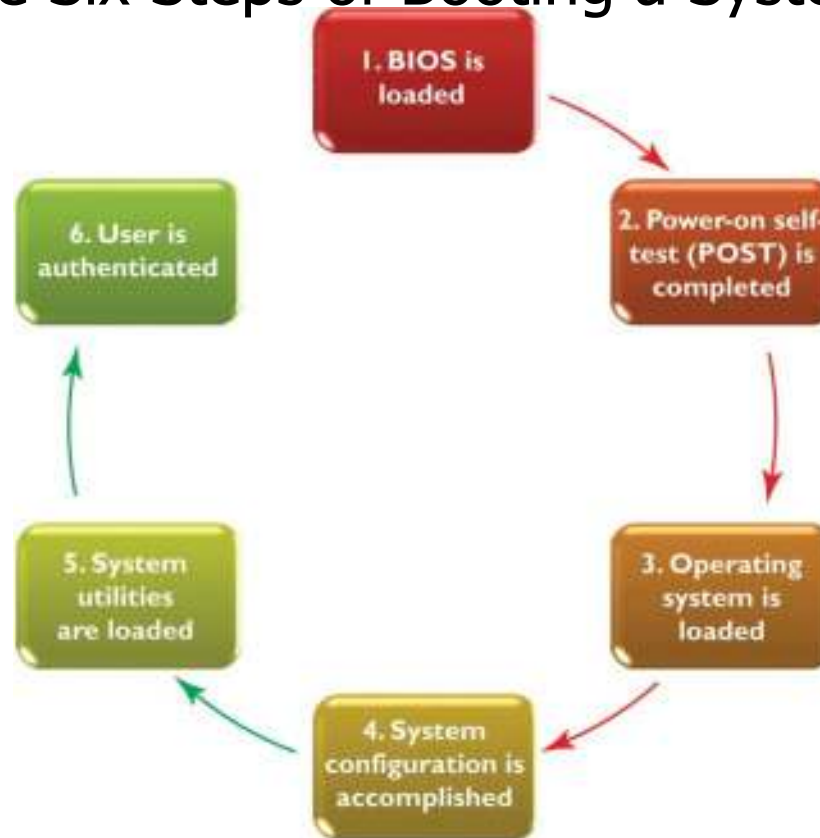 Six Steps of Booting a
1. BIOS is
loaded
2. Power-on self-
test (POST) is
completed
3. Operating
system is
loaded
4. System
configuration is
accomplished
5. System
utilities
are loaded
6. User is
authenticated